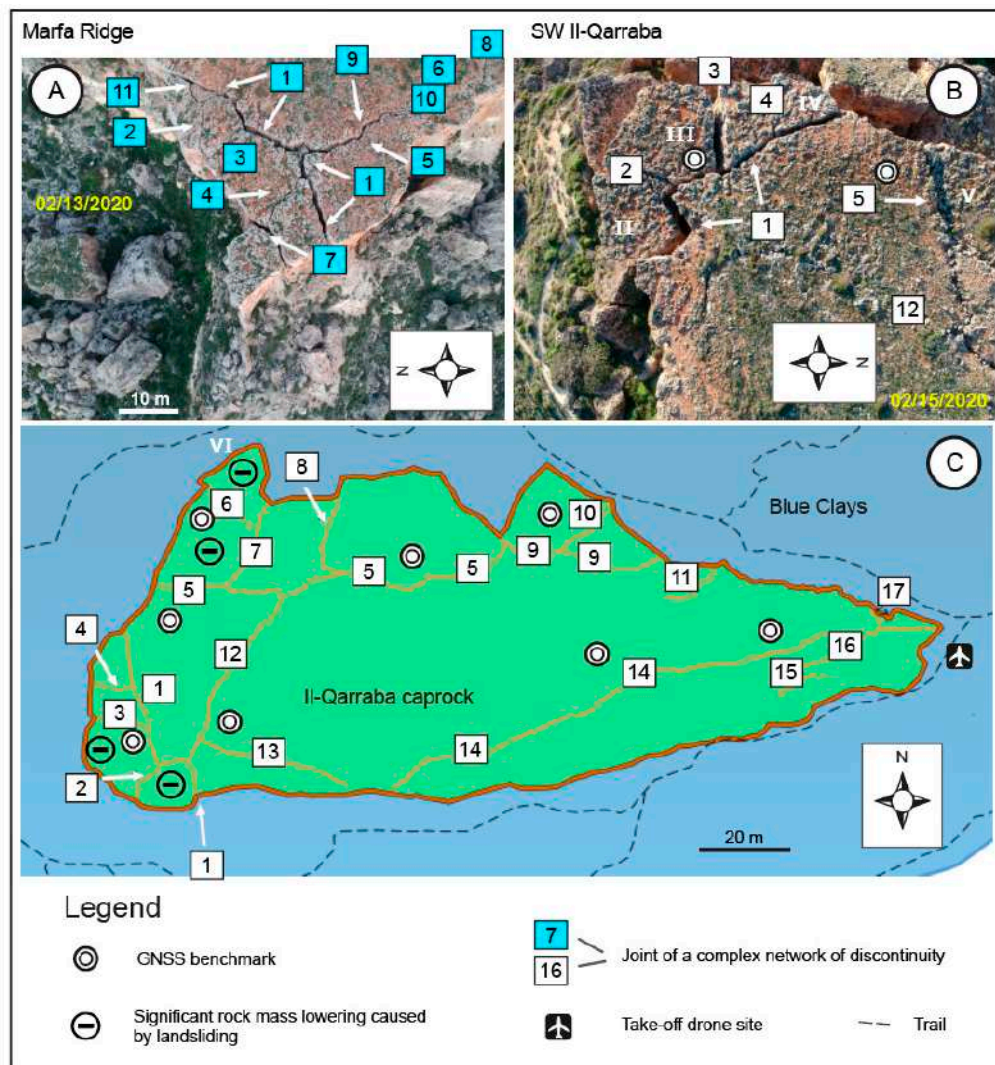 Marfa Ridge
SW Il-Qarraba
A
11
1
9
8
6
10
2
3
4
5
1
7
02/13/2020
10 m
N
B
3
4
VI
III
2
II
1
5
V
12
N
02/15/2020
C
VI
8
6
7
5
5
5
9
10
9
11
Blue Clays
17
4
12
16
14
15
1
Il-Qarraba caprock
3
13
14
2
1
N
20 m
Legend
GNSS benchmark
Significant rock mass lowering caused
by landsliding
7
16
Joint of a complex network of discontinuity
Take-off drone site
Trail